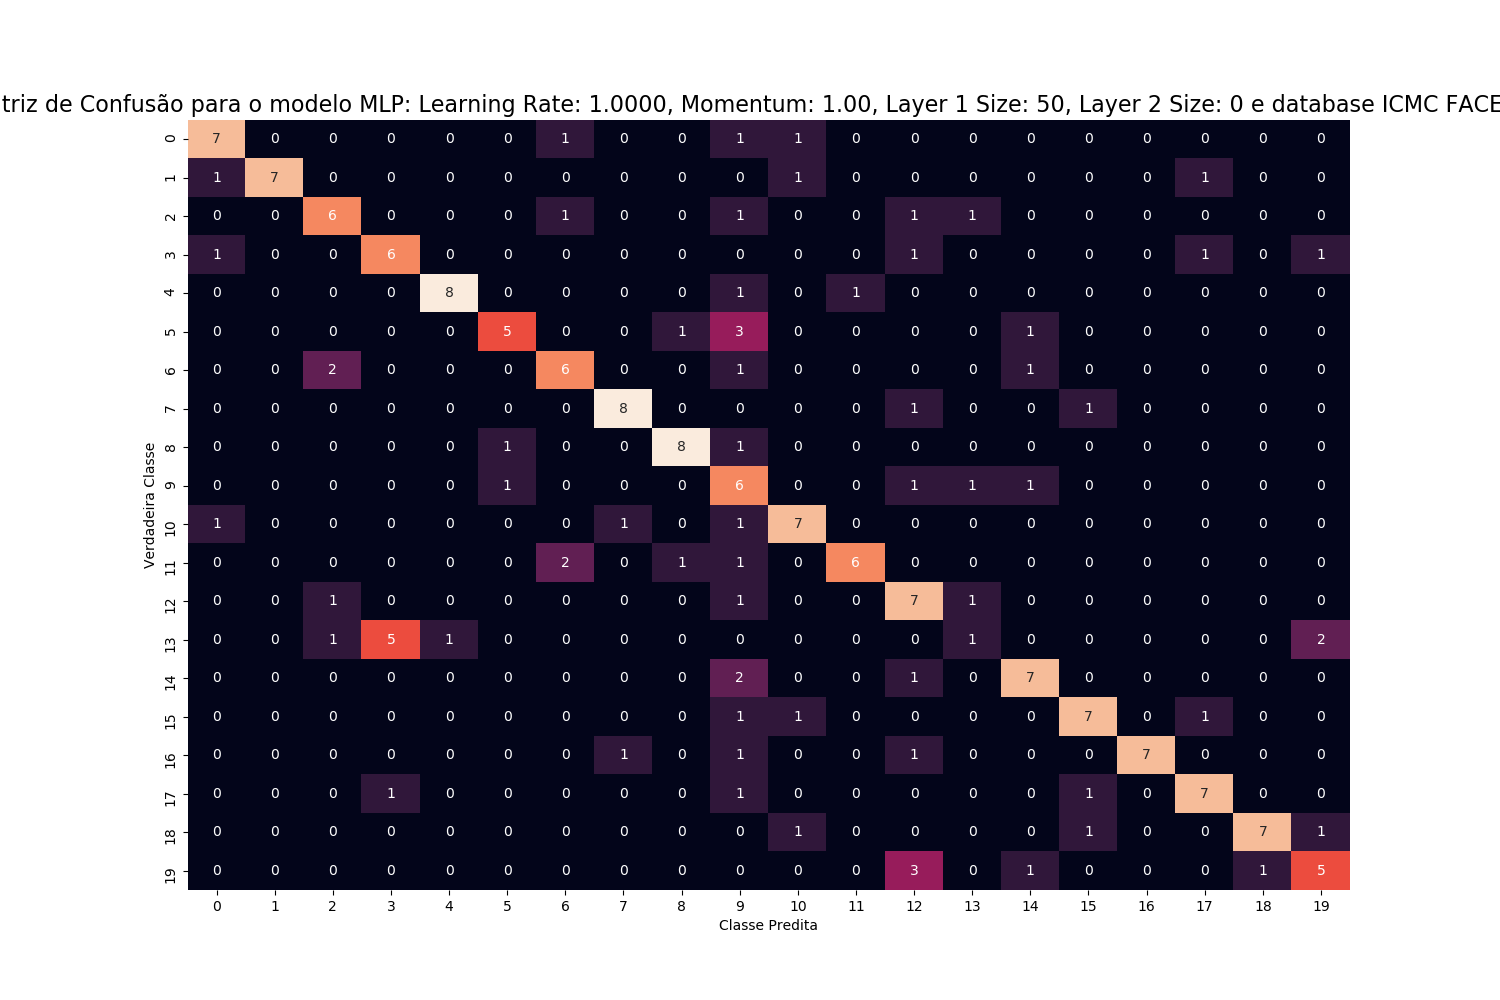 triz de Confusão para o modelo MLP: Learning Rate: 1.0000, Momentum: 1.00, Layer 1 Size: 50, Layer 2 Size: 0 e database ICMC FACE
Verdadeira Classe
0 7 0 0 0 0 0 1 0 0 1 1 0 0 0 0 0 0 0 0 0
1 1 7 0 0 0 0 0 0 0 0 1 0 0 0 0 0 0 1 0 0
2 0 0 6 0 0 0 1 0 0 1 0 0 1 1 0 0 0 0 0 0
3 1 0 0 6 0 0 0 0 0 0 0 0 1 0 0 0 0 1 0 1
4 0 0 0 0 8 0 0 0 0 1 0 1 0 0 0 0 0 0 0 0
5 0 0 0 0 0 5 0 0 1 3 0 0 0 0 1 0 0 0 0 0
6 0 0 2 0 0 0 6 0 0 1 0 0 0 0 1 0 0 0 0 0
7 0 0 0 0 0 0 0 8 0 0 0 0 1 0 0 1 0 0 0 0
8 0 0 0 0 0 1 0 0 8 1 0 0 0 0 0 0 0 0 0 0
9 0 0 0 0 0 1 0 0 0 6 0 0 1 1 1 0 0 0 0 0
10 1 0 0 0 0 0 0 1 0 1 7 0 0 0 0 0 0 0 0 0
11 0 0 0 0 0 0 2 0 1 1 0 6 0 0 0 0 0 0 0 0
12 0 0 1 0 0 0 0 0 0 1 0 0 7 1 0 0 0 0 0 0
13 0 0 1 5 1 0 0 0 0 0 0 0 0 1 0 0 0 0 0 2
14 0 0 0 0 0 0 0 0 0 2 0 0 1 0 7 0 0 0 0 0
15 0 0 0 0 0 0 0 0 0 1 1 0 0 0 0 7 0 1 0 0
16 0 0 0 0 0 0 0 1 0 1 0 0 1 0 0 0 7 0 0 0
17 0 0 0 1 0 0 0 0 0 1 0 0 0 0 0 1 0 7 0 0
18 0 0 0 0 0 0 0 0 0 0 1 0 0 0 0 1 0 0 7 1
19 0 0 0 0 0 0 0 0 0 0 0 0 3 0 1 0 0 0 1 5
0 1 2 3 4 5 6 7 8 9 10 11 12 13 14 15 16 17 18 19
Classe Predita